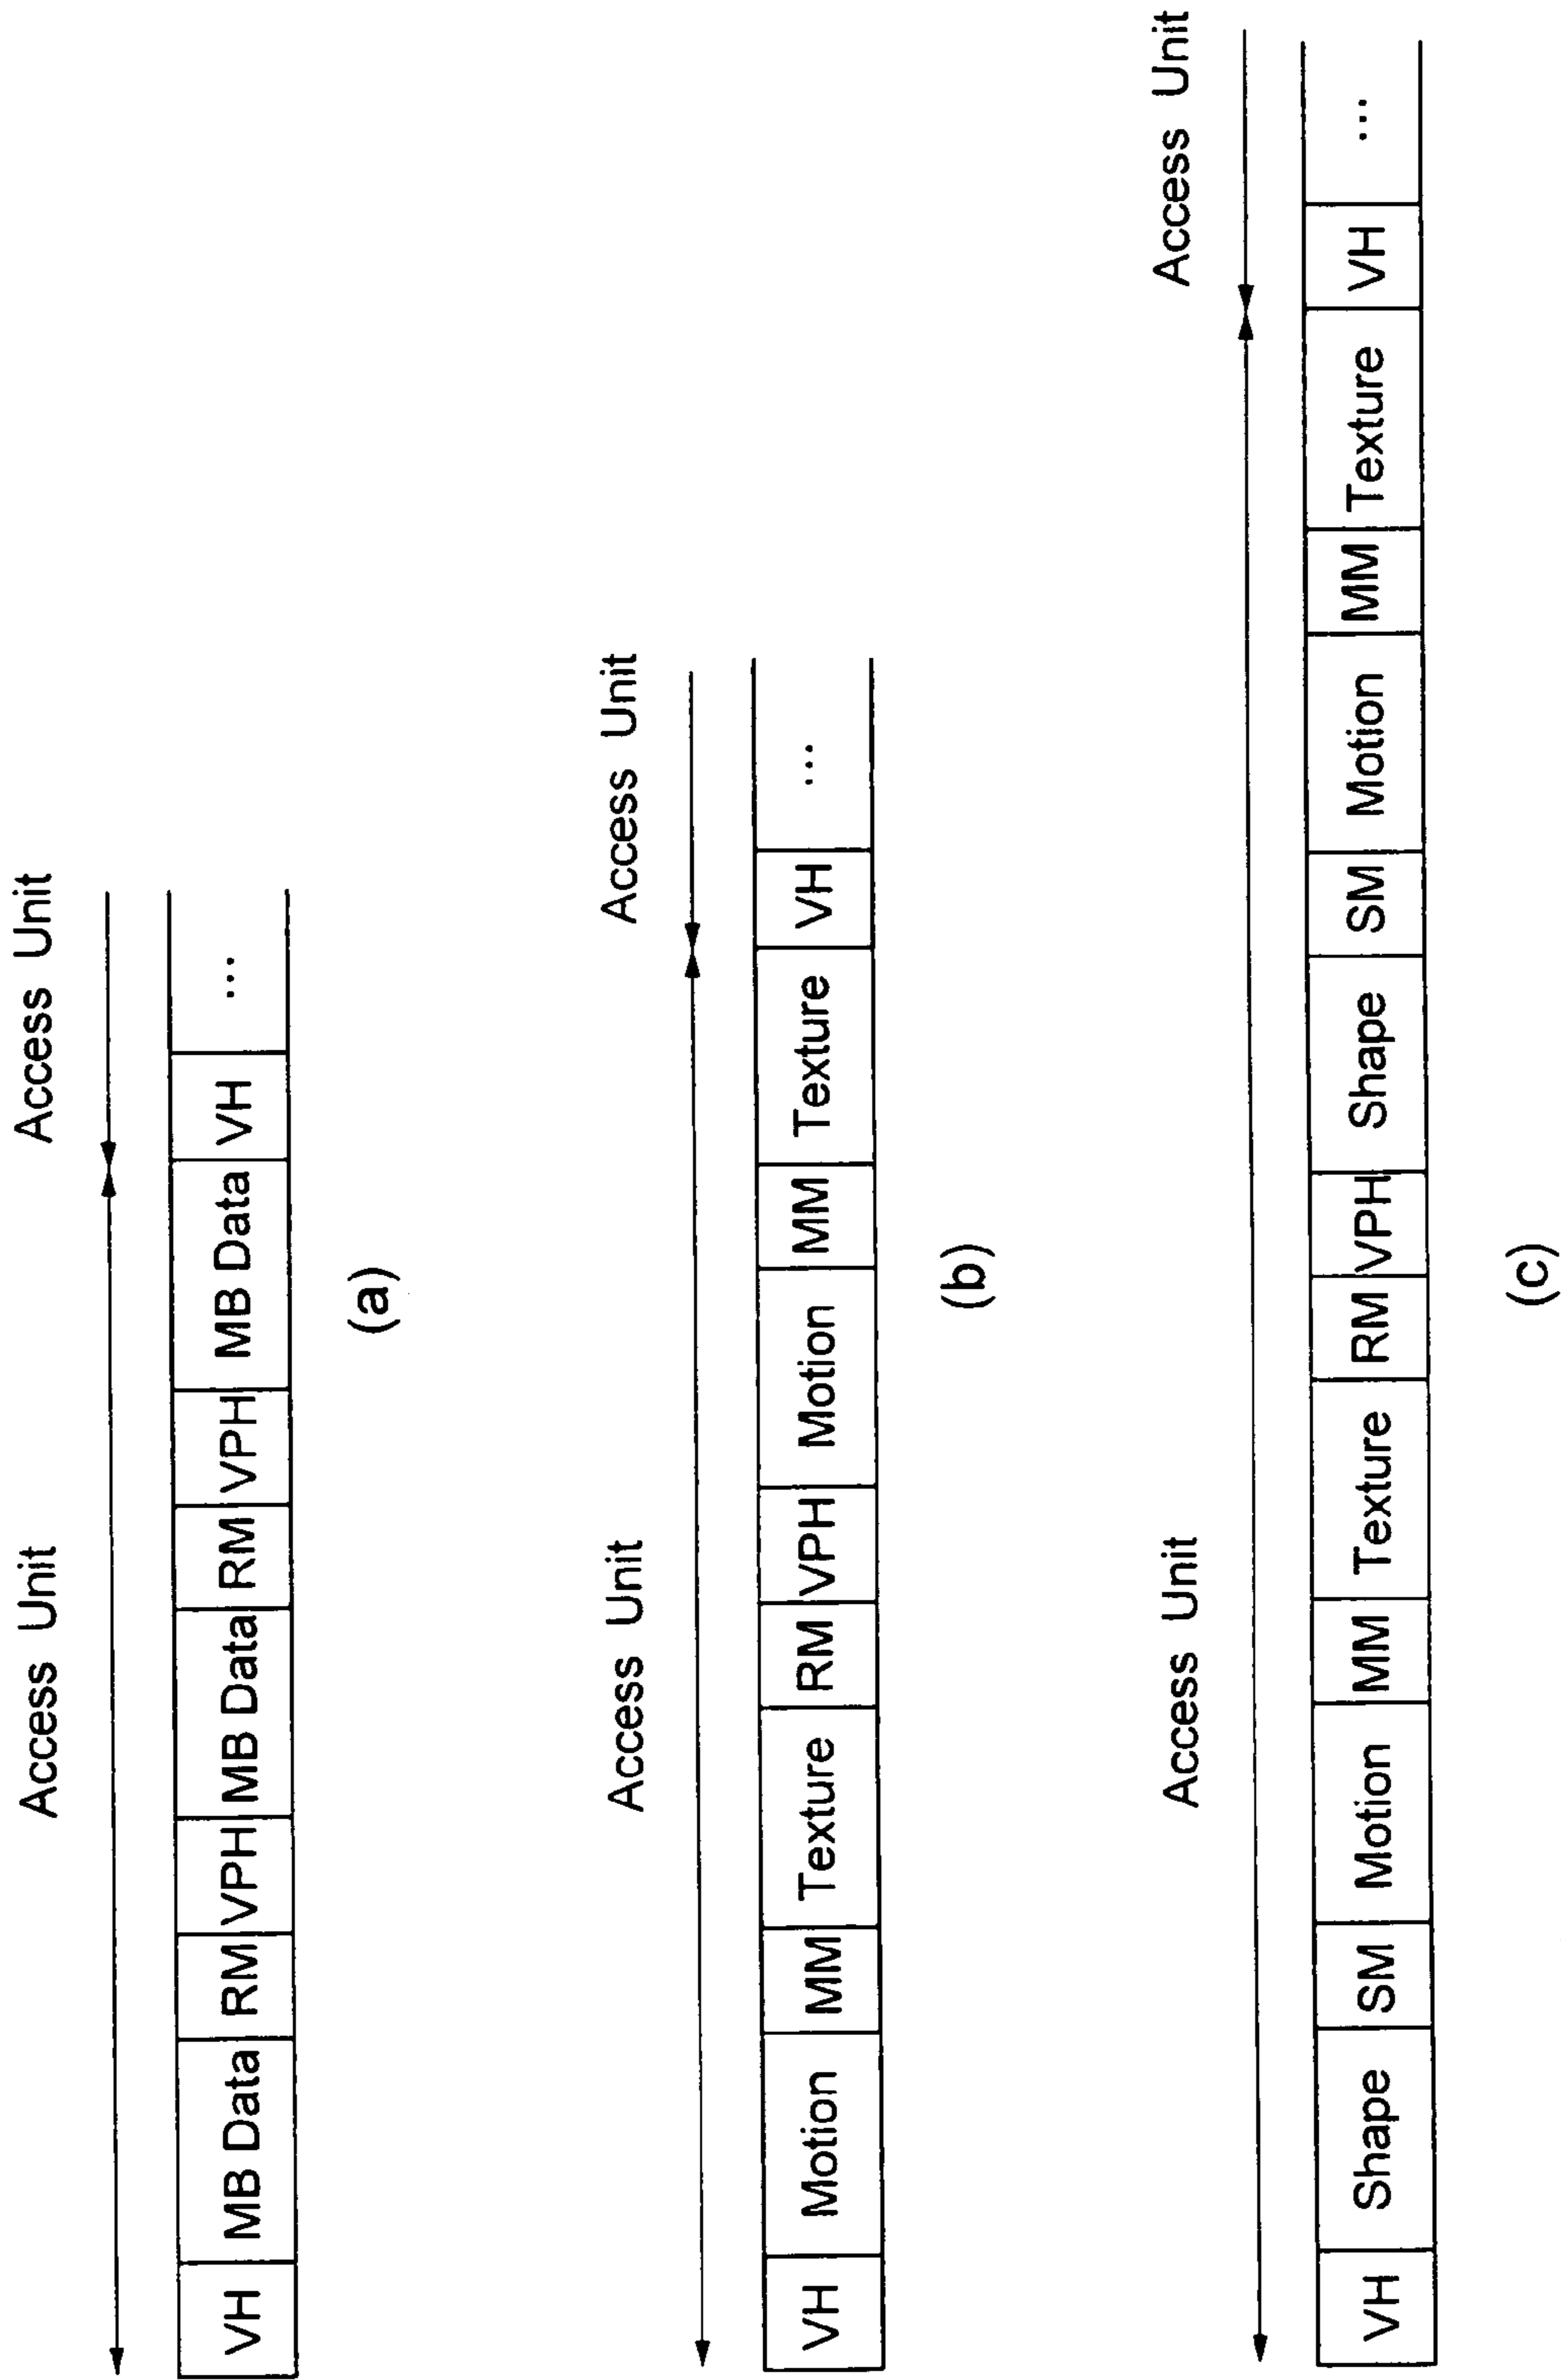 Access Unit Access Unit
VH MB Data RM VPH MB Data RM VPH MB Data VH ...
(a)
Access Unit Access Unit
VH Motion MM Texture RM VPH Motion MM Texture VH ...
(b)
Access Unit Access Unit
VH Shape SM Motion MM Texture RM VPH Shape SM Motion MM Texture VH ...
(c)